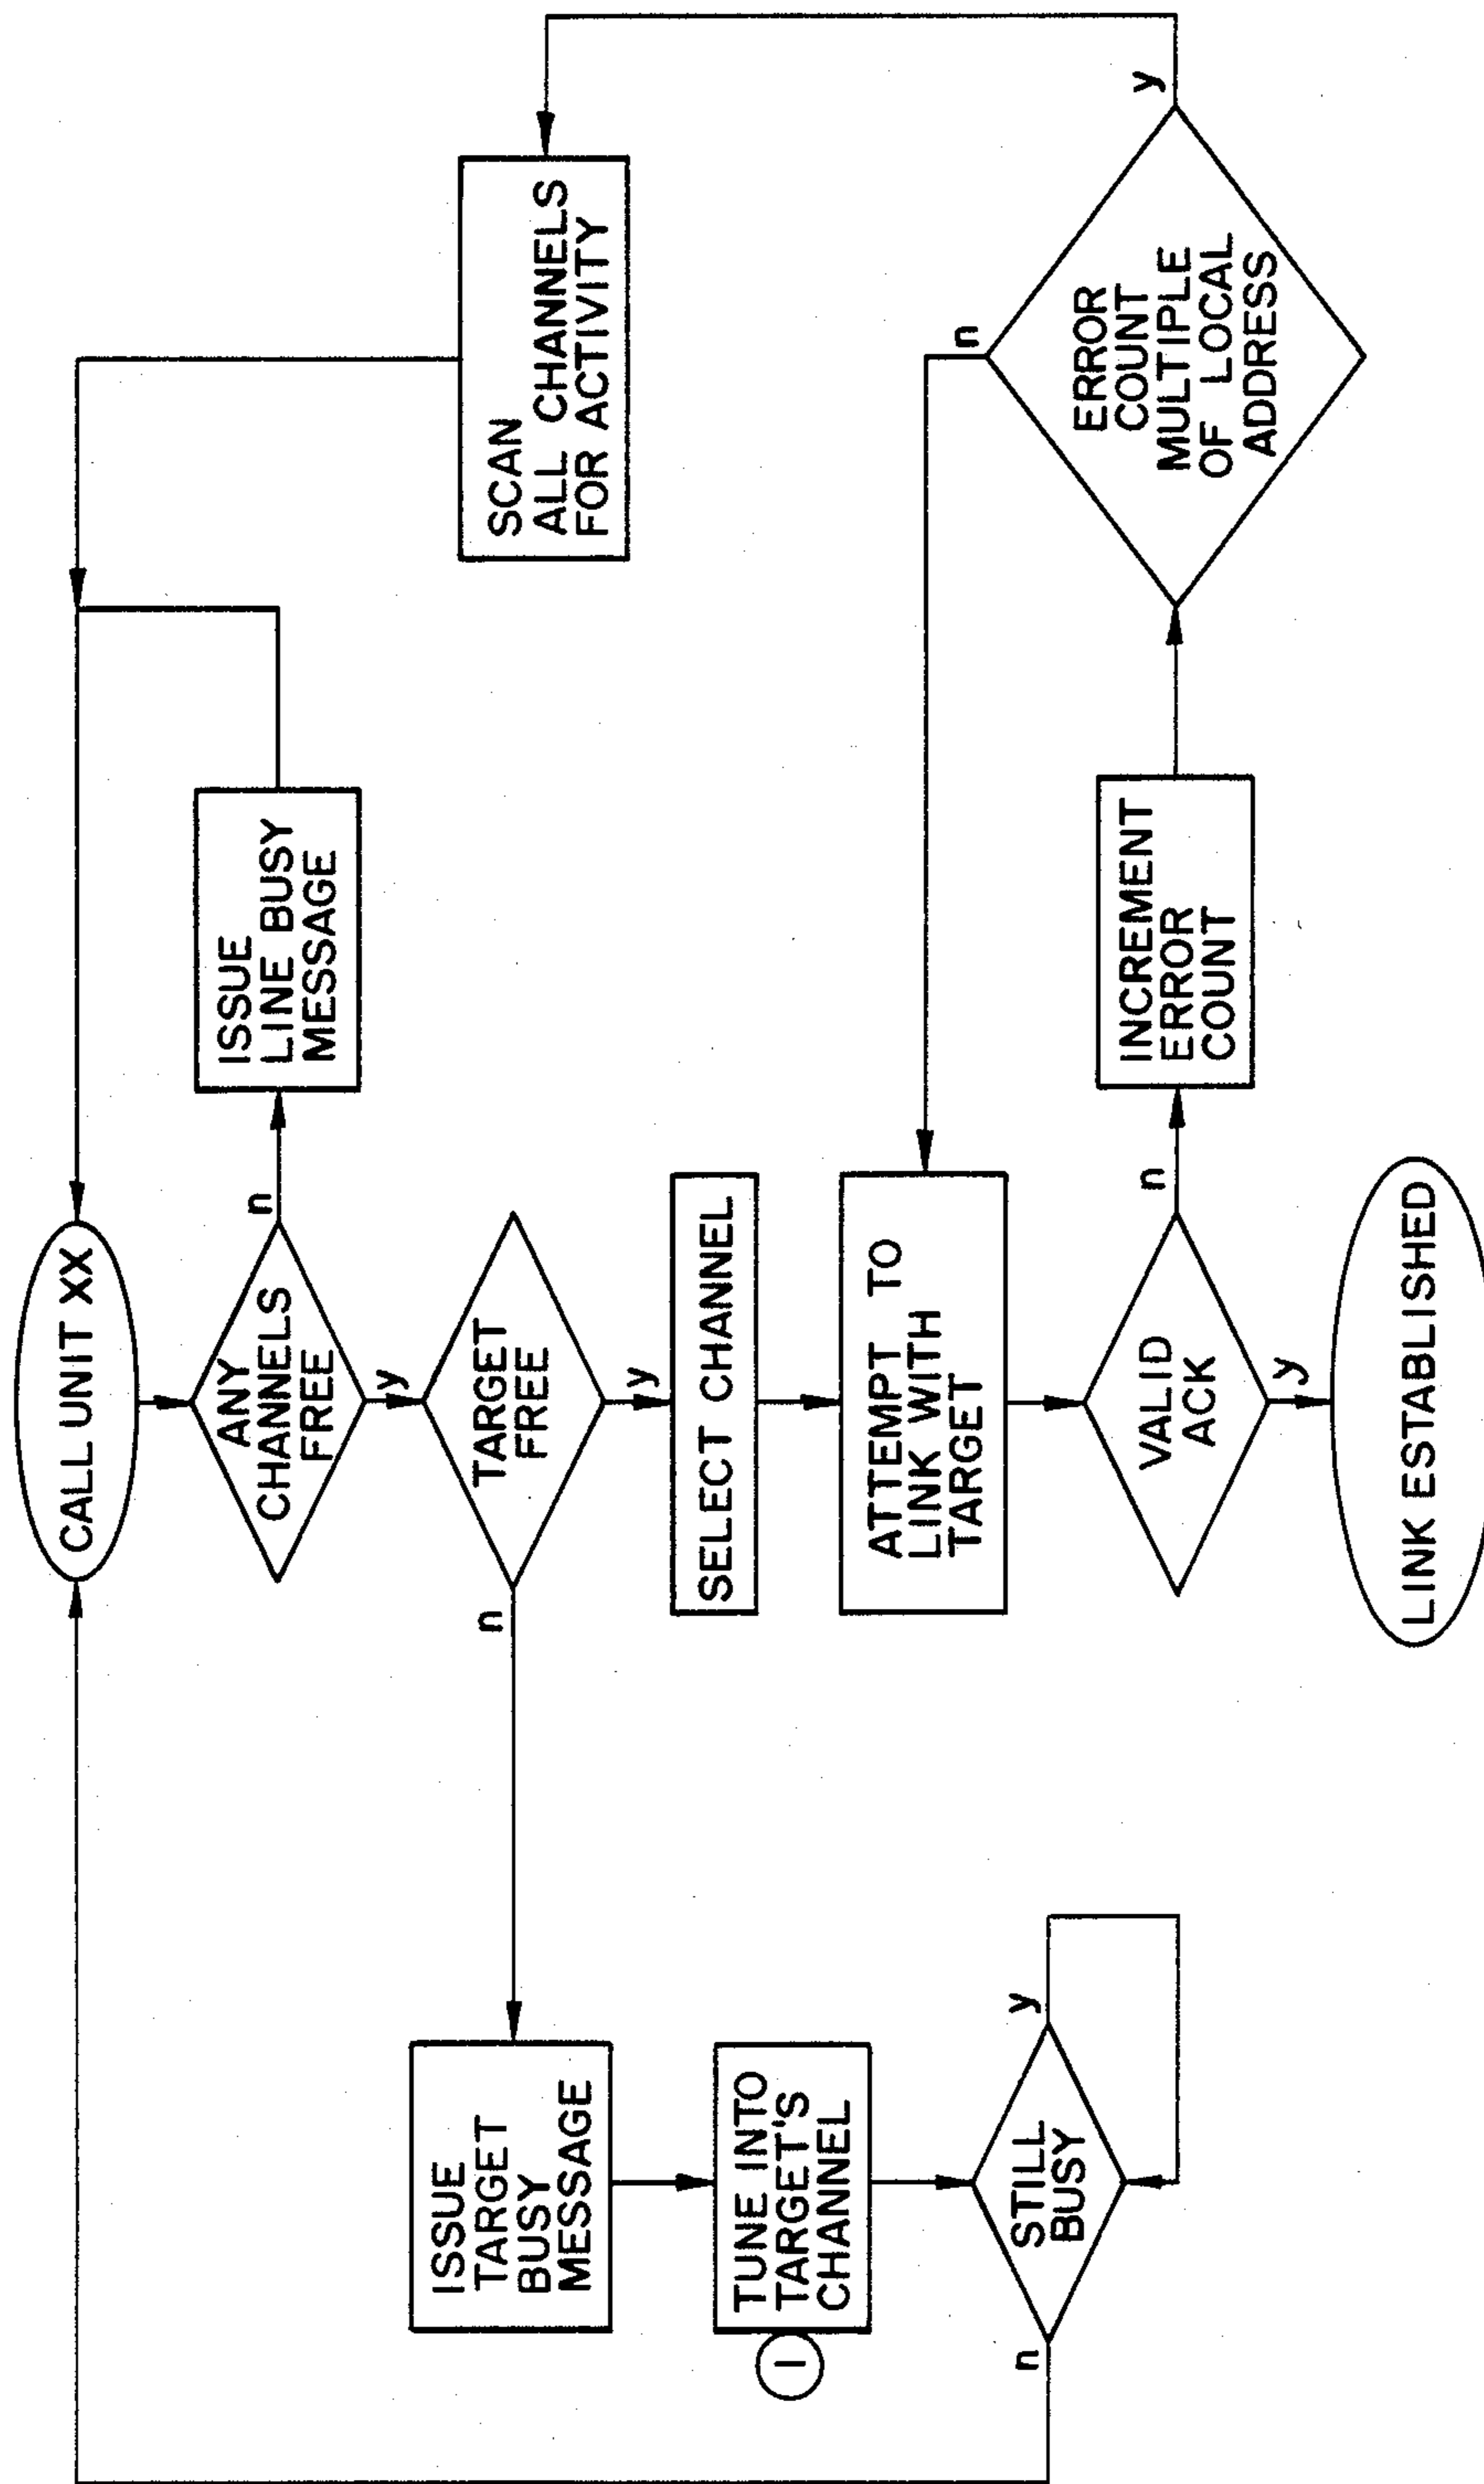 CALL UNIT XX
ANY
CHANNELS
FREE
n
ISSUE
LINE BUSY
MESSAGE
y
TARGET
FREE
n
y
ISSUE
TARGET
BUSY
MESSAGE
TUNE INTO
TARGET'S
CHANNEL
1
STILL
BUSY
y
n
SELECT CHANNEL
ATTEMPT TO
LINK WITH
TARGET
VALID
ACK
n
y
LINK ESTABLISHED
INCREMENT
ERROR
COUNT
ERROR
COUNT
MULTIPLE
OF LOCAL
ADDRESS
n
y
SCAN
ALL CHANNELS
FOR ACTIVITY